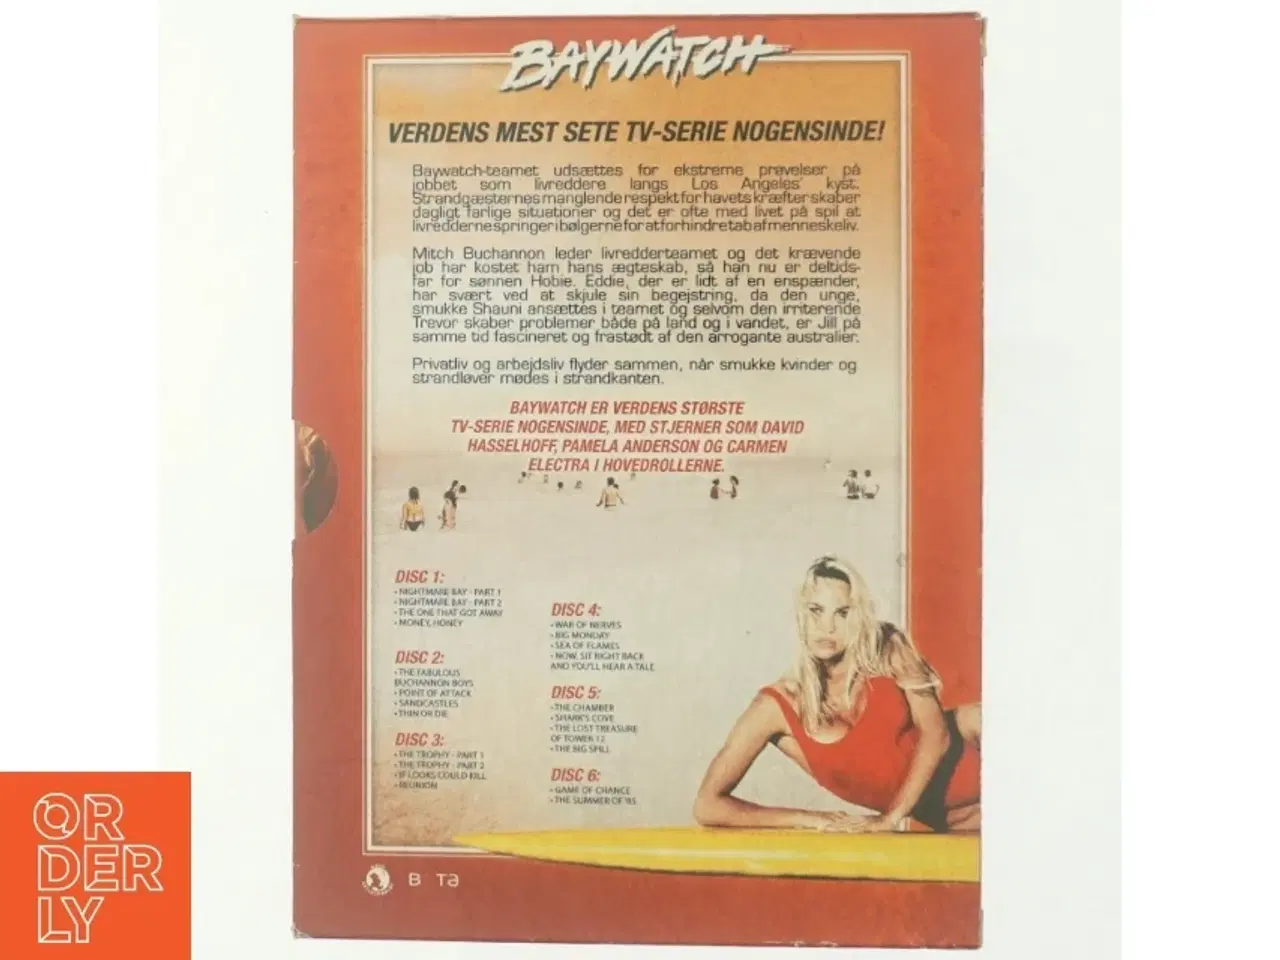 BAYWATCH
VERDENS MEST SETE TV-SERIE NOGENSINDE!
Baywatch-teamet udsættes for ekstreme prøvelser på
jobbet som livreddere langs Los Angeles' kyst.
Strandgæsternes manglende respekt for havets kræfter skaber
dagligt farlige situationer og det er ofte med livet på spil at
livredderne springer i bølgerne for at forhindre tab af menneskeliv.
Mitch Buchannon leder livredderteamet og det krævende
job har kostet ham hans ægteskab, så han nu er deltids-
far for sønnen Hobie. Eddie, der er lidt af en enspænder,
har svært ved at skjule sin begejstring, da den unge,
smukke Shauni ansættes i teamet og selvom den irriterende
Trevor skaber problemer både på land og i vandet, er Jill på
samme tid fascineret og frastødt af den arrogante australier.
Privatliv og arbejdsliv flyder sammen, når smukke kvinder og
strandløver mødes i strandkanten.
BAYWATCH ER VERDENS STØRSTE
TV-SERIE NOGENSINDE, MED STJERNER SOM DAVID
HASSELHOFF, PAMELA ANDERSON OG CARMEN
ELECTRA I HOVEDROLLERNE.
DISC 1:
• NIGHTMARE BAY - PART 1
• NIGHTMARE BAY - PART 2
• THE ONE THAT GOT AWAY
• MONEY, HONEY
DISC 2:
• THE FABULOUS
BUCHANNON BOYS
• POINT OF ATTACK
• SANDCASTLES
• THIN OR DIE
DISC 3:
• THE TROPHY - PART 1
• THE TROPHY - PART 2
• IF LOOKS COULD KILL
• REUNION
DISC 4:
• WAR OF NERVES
• BIG MONDAY
• SEA OF FLAMES
• NOW, SIT RIGHT BACK
AND YOU'LL HEAR A TALE
DISC 5:
• THE CHAMBER
• SHARK'S COVE
• THE LOST TREASURE
OF TOWER 12
• THE BIG SPILL
DISC 6:
• GAME OF CHANCE
• THE SUMMER OF '85
B Ta
ORDERLY